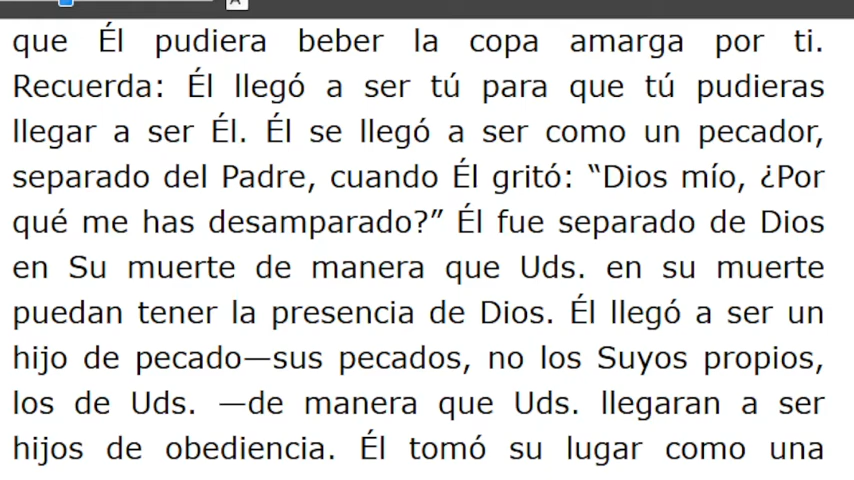 que Él pudiera beber la copa amarga por ti.
Recuerda: Él llegó a ser tú para que tú pudieras
llegar a ser Él. Él se llegó a ser como un pecador,
separado del Padre, cuando Él gritó: “Dios mío, ¿Por
qué me has desamparado?” Él fue separado de Dios
en Su muerte de manera que Uds. en su muerte
puedan tener la presencia de Dios. Él llegó a ser un
hijo de pecado—sus pecados, no los Suyos propios,
los de Uds. —de manera que Uds. llegaran a ser
hijos de obediencia. Él tomó su lugar como una